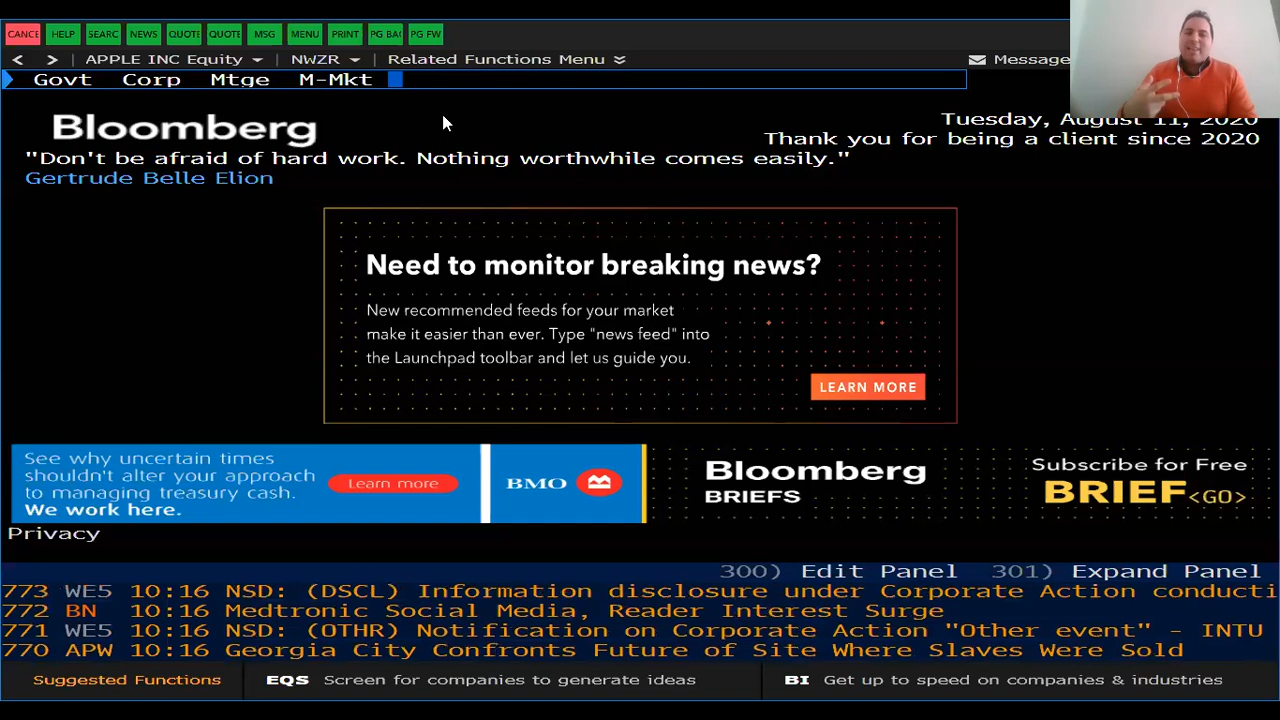 CANCE HELP SEARC NEWS QUOTE QUOTE MSG MENU PRINT PG BAC PG FW
< > APPLE INC Equity NWZR Related Functions Menu Message
Govt Corp Mtge M-Mkt
Bloomberg
Tuesday, August 11, 2020
Thank you for being a client since 2020
"Don't be afraid of hard work. Nothing worthwhile comes easily."
Gertrude Belle Elion
Need to monitor breaking news?
New recommended feeds for your market
make it easier than ever. Type "news feed" into
the Launchpad toolbar and let us guide you.
LEARN MORE
See why uncertain times
shouldn't alter your approach
to managing treasury cash.
We work here.
Learn more
BMO
Bloomberg
BRIEFS
Subscribe for Free
BRIEF<GO>
Privacy
300) Edit Panel 301) Expand Panel
773 WE5 10:16 NSD: (DSCL) Information disclosure under Corporate Action conducti
772 BN 10:16 Medtronic Social Media, Reader Interest Surge
771 WE5 10:16 NSD: (OTHR) Notification on Corporate Action "Other event" - INTU
770 APW 10:16 Georgia City Confronts Future of Site Where Slaves Were Sold
Suggested Functions EQS Screen for companies to generate ideas BI Get up to speed on companies & industries